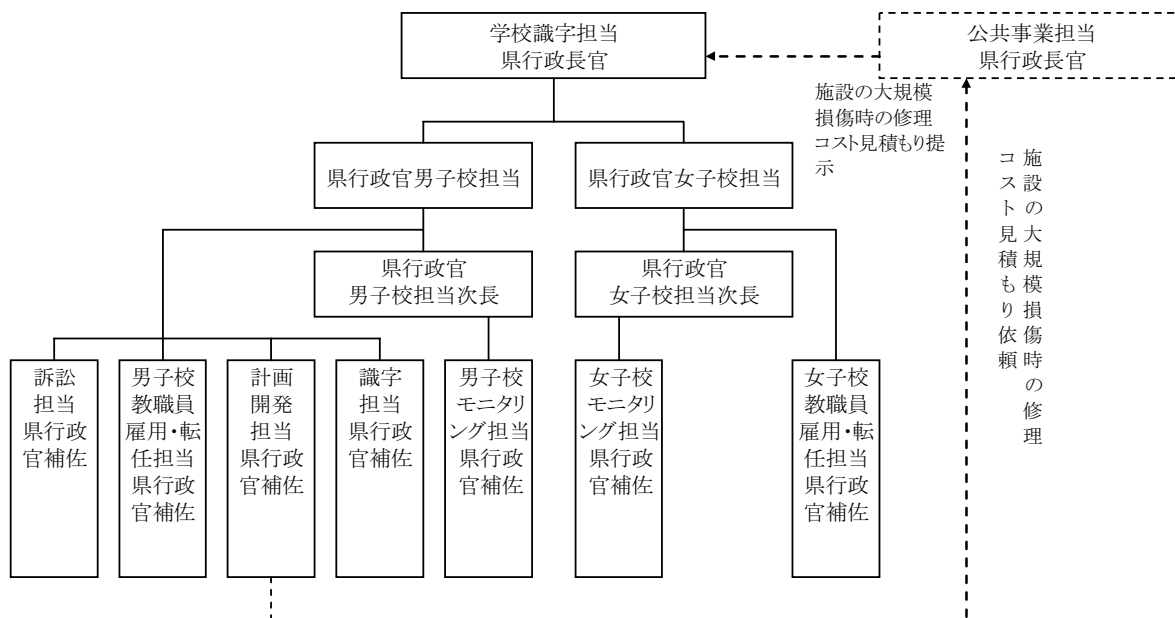 学校識字担当
県行政長官
公共事業担当
県行政長官
施設の大規模
損傷時の修理
コスト見積もり提
示
施設の大規模損傷時の修理
コスト見積もり依頼
県行政官男子校担当
県行政官女子校担当
県行政官
男子校担当次長
県行政官
女子校担当次長
訴訟
担当
県行政
官補佐
男子校
教職員
雇用・転
任担当
県行政
官補佐
計画
開発
担当
県行政
官補佐
識字
担当
県行政
官補佐
男子校
モニタリ
ング担当
県行政
官補佐
女子校
モニタリ
ング担当
県行政
官補佐
女子校
教職員
雇用・転
任担当
県行政
官補佐